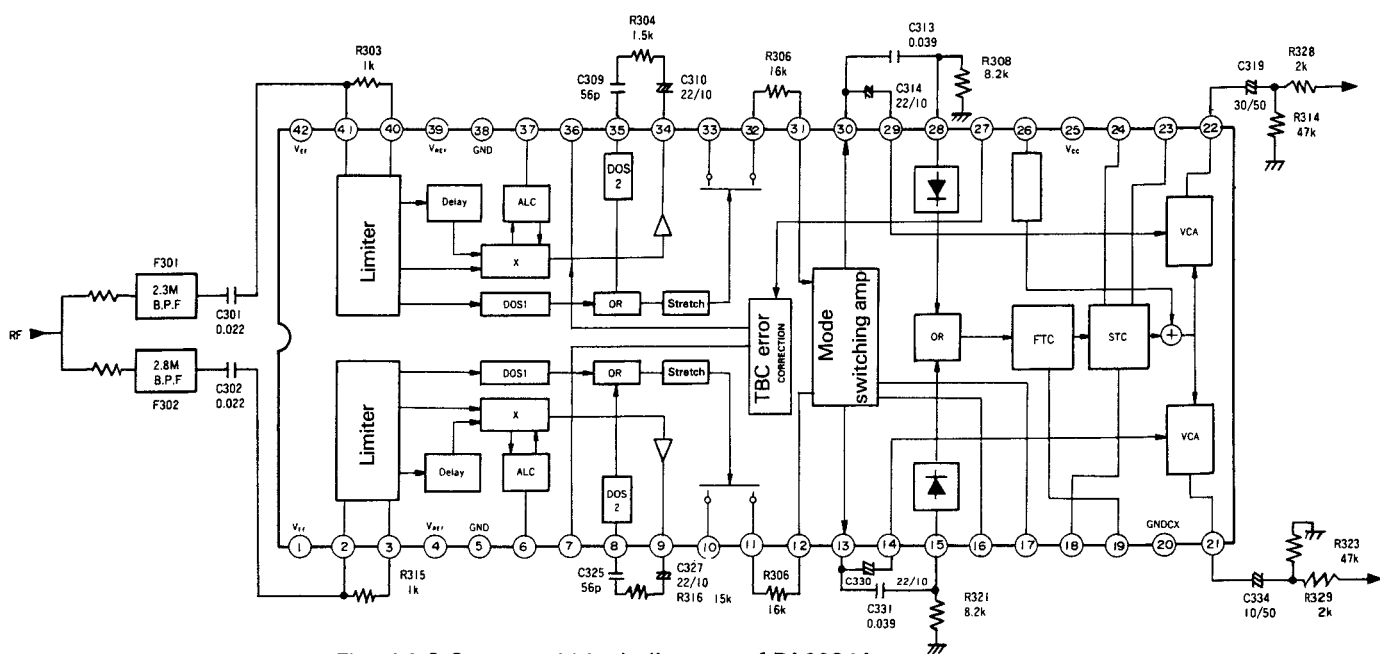 R303
1k
R304
1.5k
C309
56p
C310
22/10
R306
16k
C313
0.039
C314
22/10
R308
8.2k
C319
30/50
R328
2k
R314
47k
42
41
40
39
38
37
36
35
34
33
32
31
30
29
28
27
26
25
24
23
22
GND
VCC
Limiter
Delay
ALC
X
DOS
2
DOS1
OR
Stretch
VCA
F301
2.3M
B.P.F
C301
0.022
RF
2.8M
B.P.F
F302
C302
0.022
TBC error
CORRECTION
Mode
switching amp
OR
FTC
STC
+
Limiter
DOS1
OR
Stretch
X
Delay
ALC
DOS
2
VCA
GND
GNDCX
1
2
3
4
5
6
7
8
9
10
11
12
13
14
15
16
17
18
19
20
21
R315
1k
C325
56p
C327
22/10
R316 15k
R306
16k
C330
22/10
C331
0.039
R321
8.2k
C334
10/50
R323
47k
R329
2k